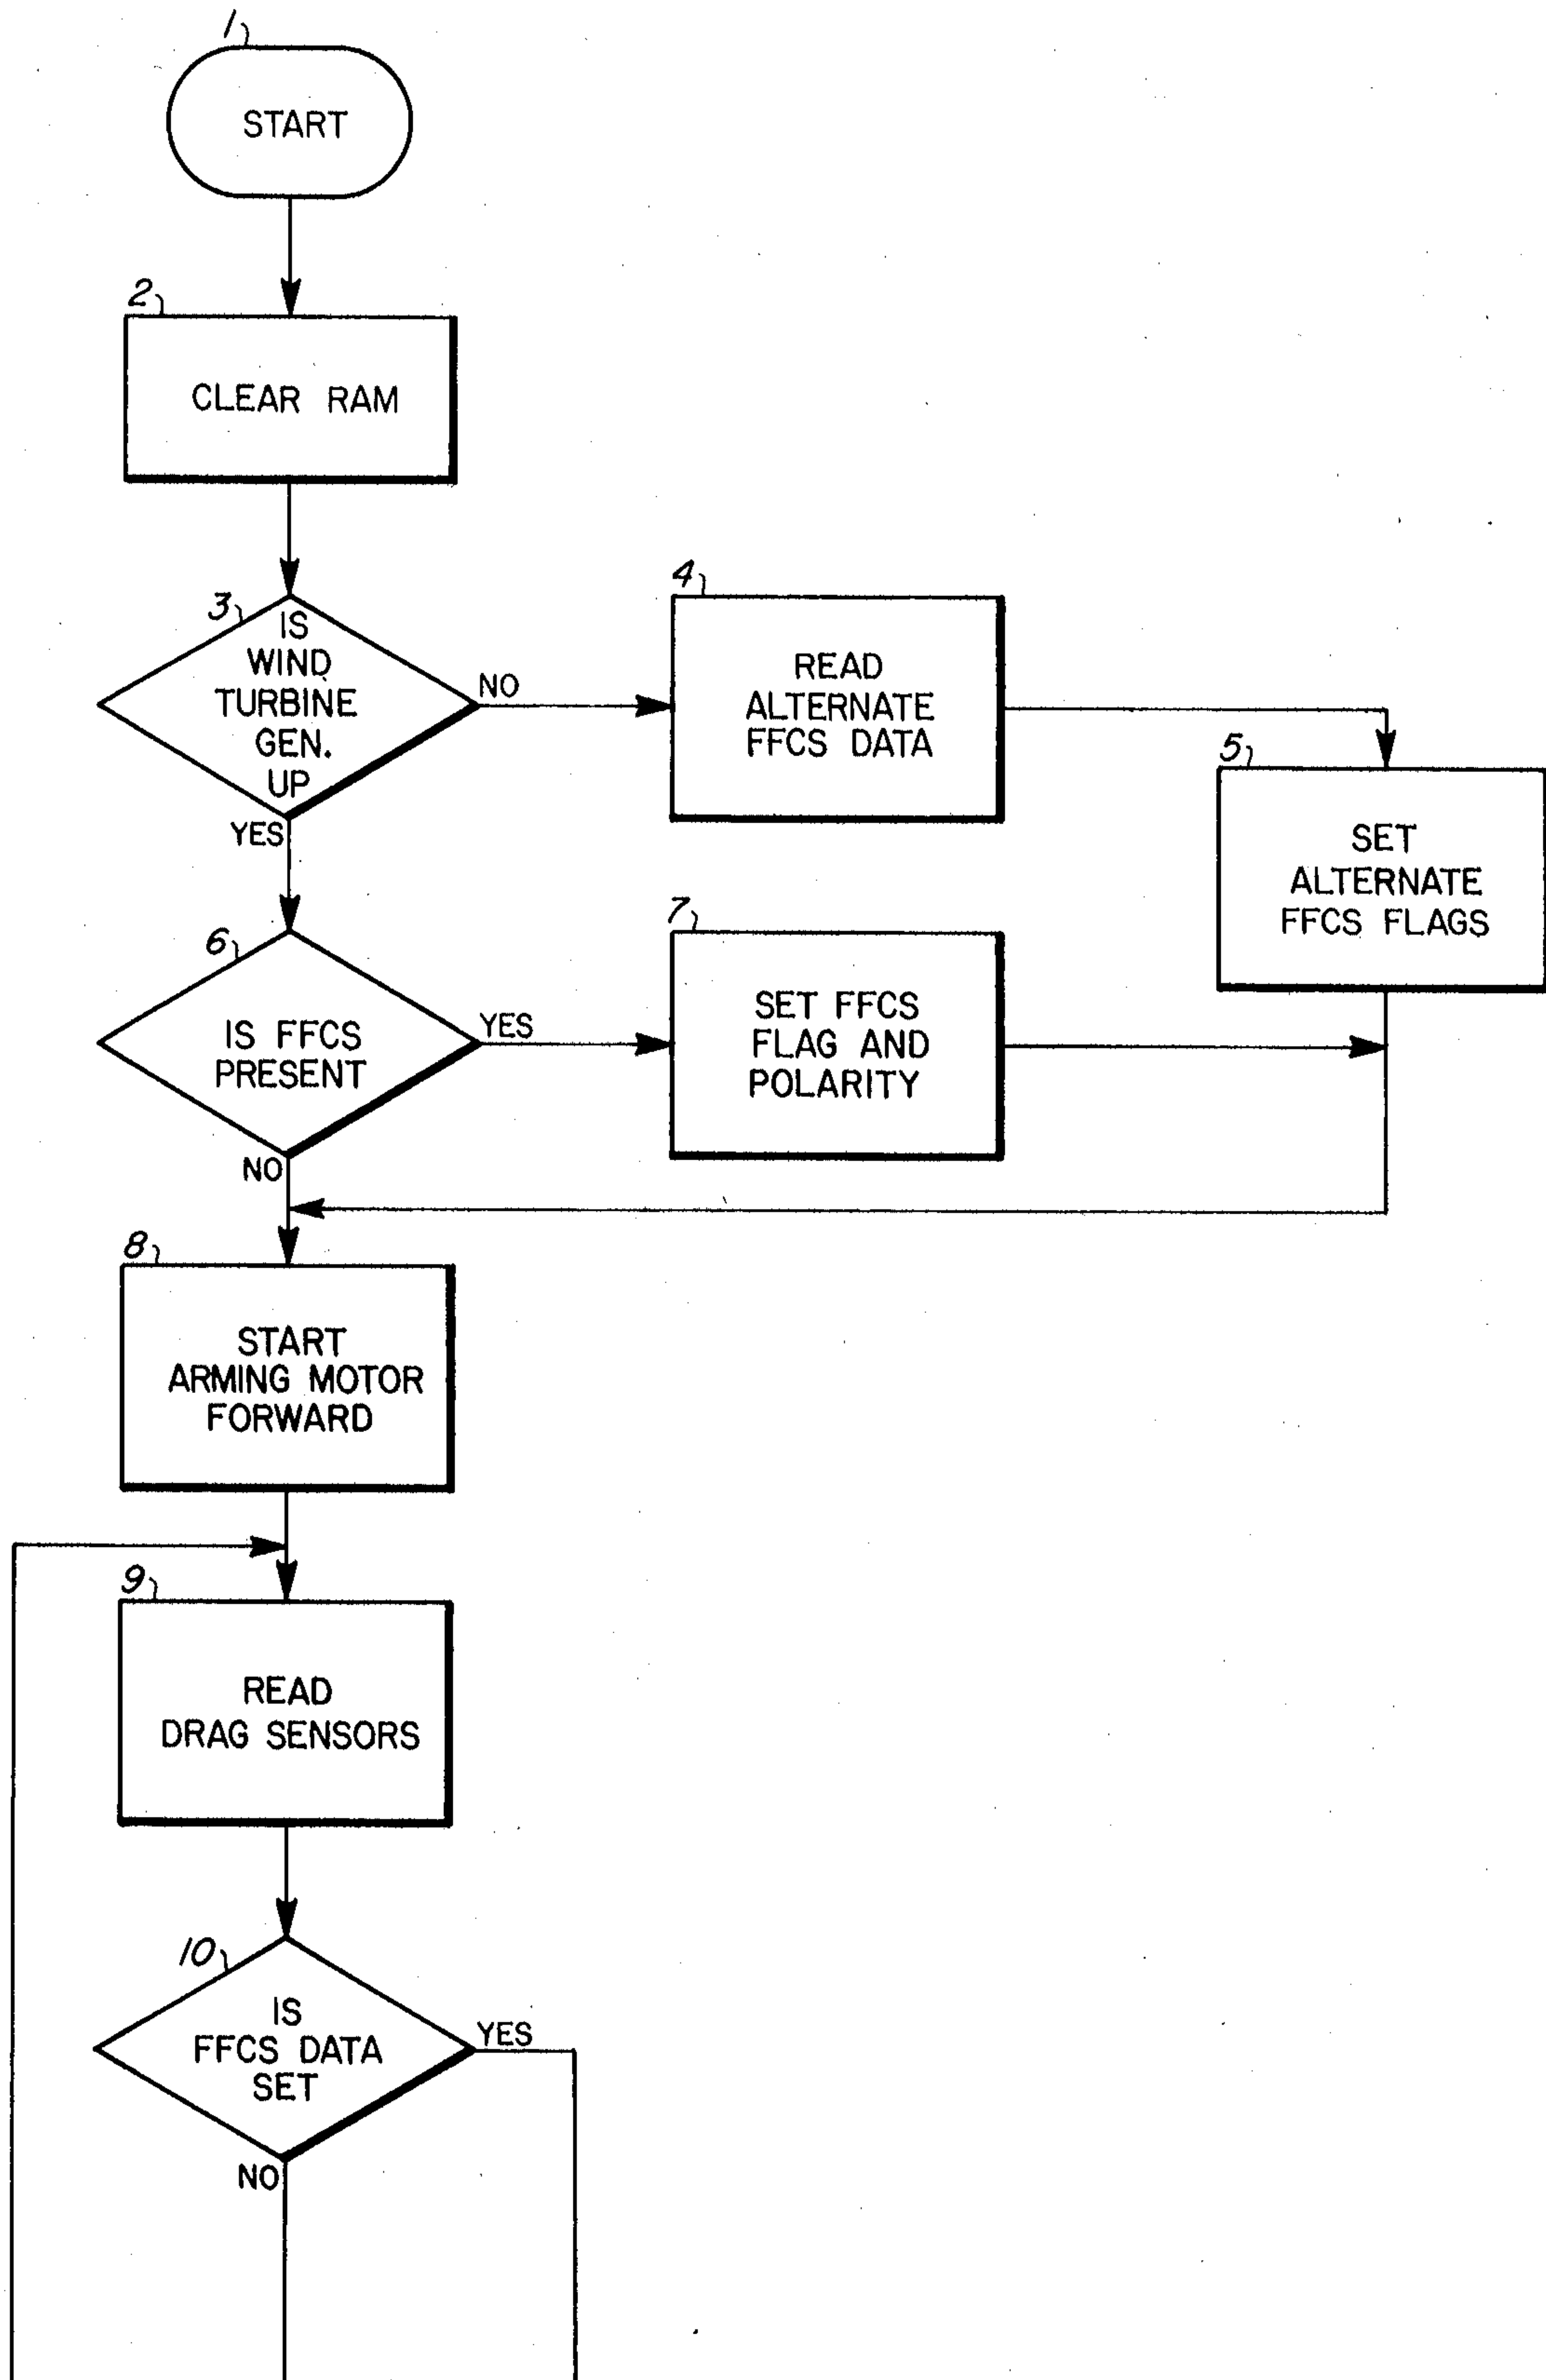 1
START
2
CLEAR RAM
3
IS
WIND
TURBINE
GEN.
UP
NO
YES
4
READ
ALTERNATE
FFCS DATA
5
SET
ALTERNATE
FFCS FLAGS
6
IS FFCS
PRESENT
YES
NO
7
SET FFCS
FLAG AND
POLARITY
8
START
ARMING MOTOR
FORWARD
9
READ
DRAG SENSORS
10
IS
FFCS DATA
SET
YES
NO